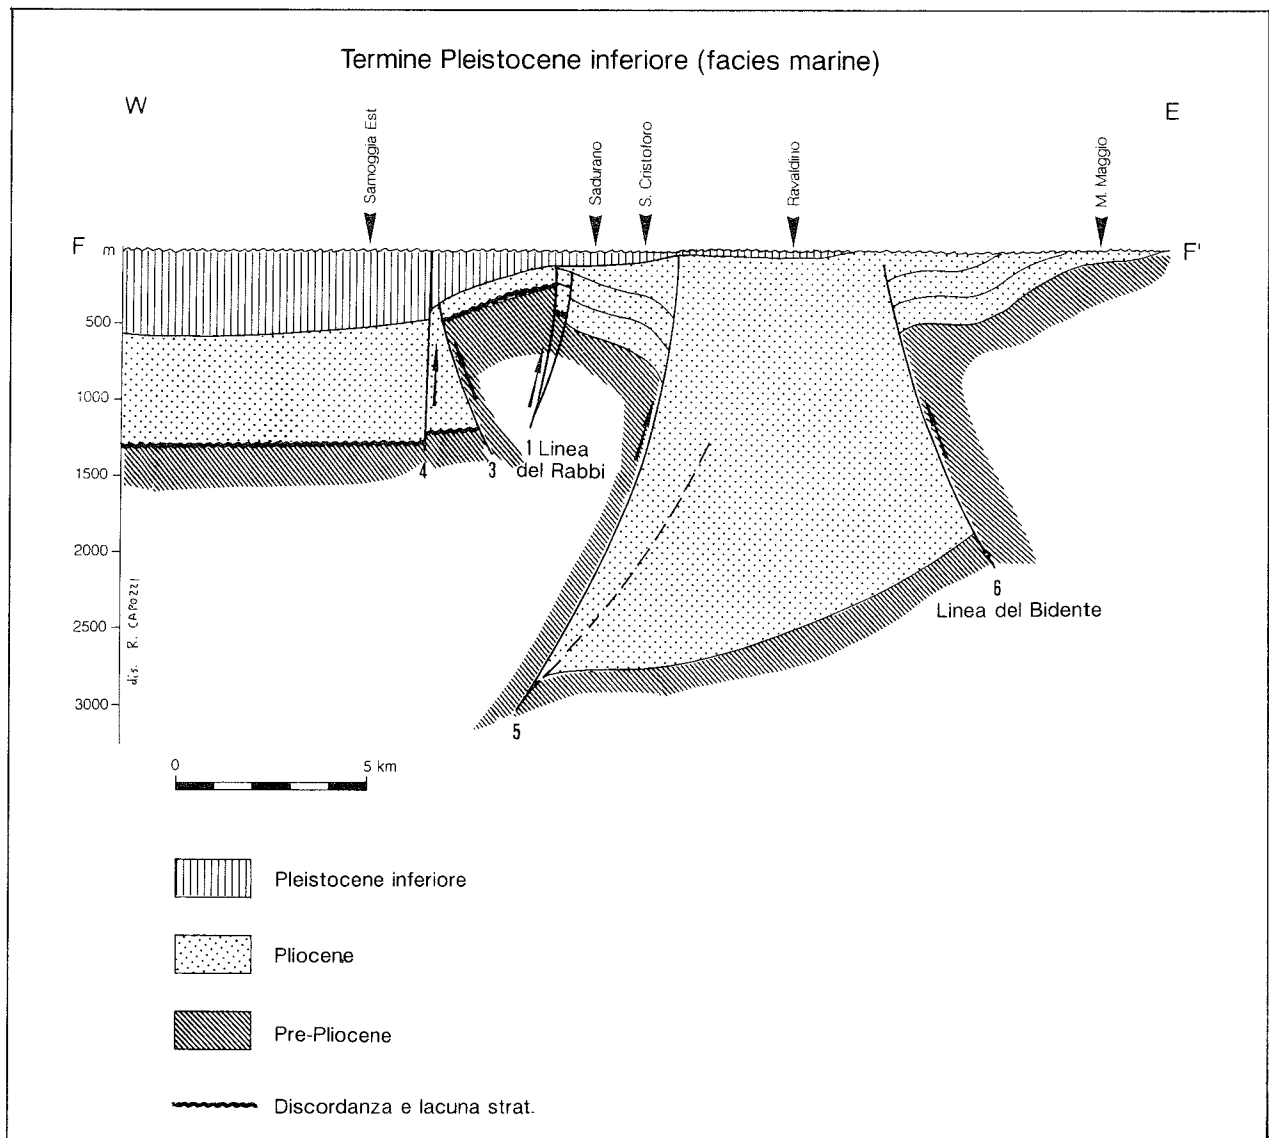 Termine Pleistocene inferiore (facies marine)
W
E
Samoggia Est
Sadurano
S. Cristoforo
Ravaldino
M. Maggio
F
m
F'
500
1000
1500
2000
2500
3000
4
3
1 Linea
del Rabbi
5
6
Linea del Bidente
dis. R. CAPOZZI
0
5 km
Pleistocene inferiore
Pliocene
Pre-Pliocene
Discordanza e lacuna strat.